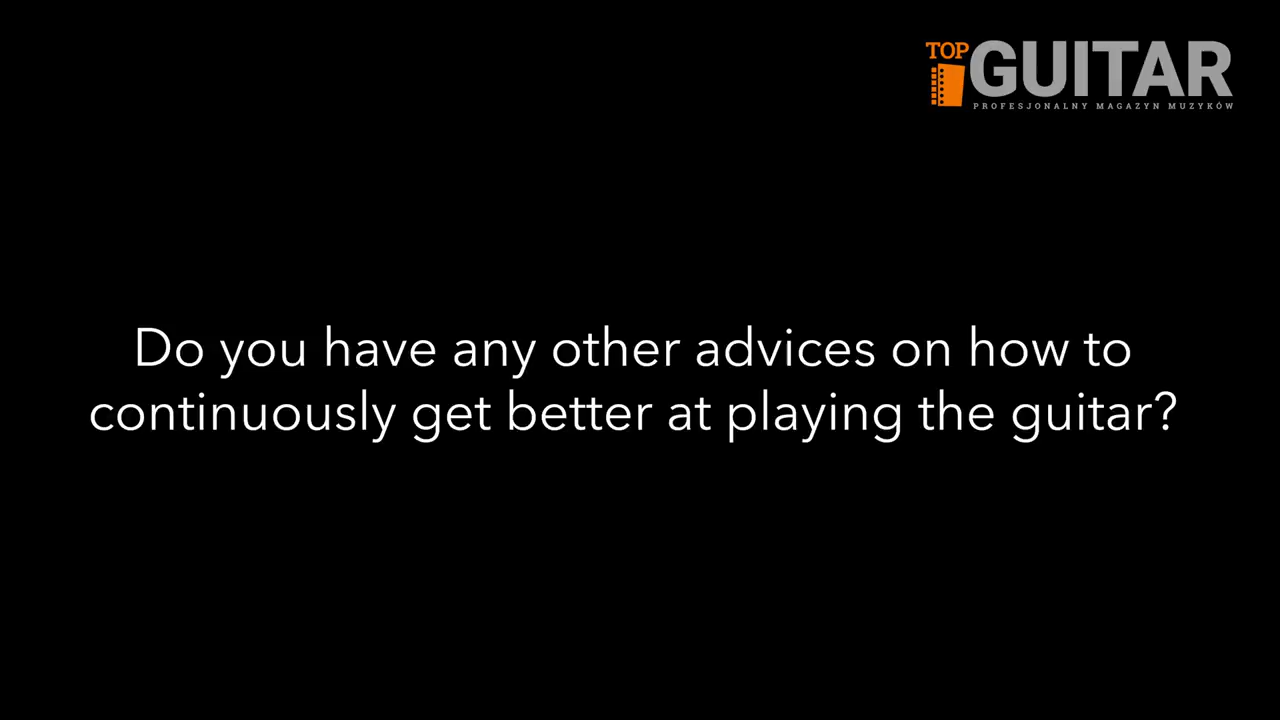 TOP GUITAR
PROFESJONALNY MAGAZYN MUZYKÓW
Do you have any other advices on how to
continuously get better at playing the guitar?